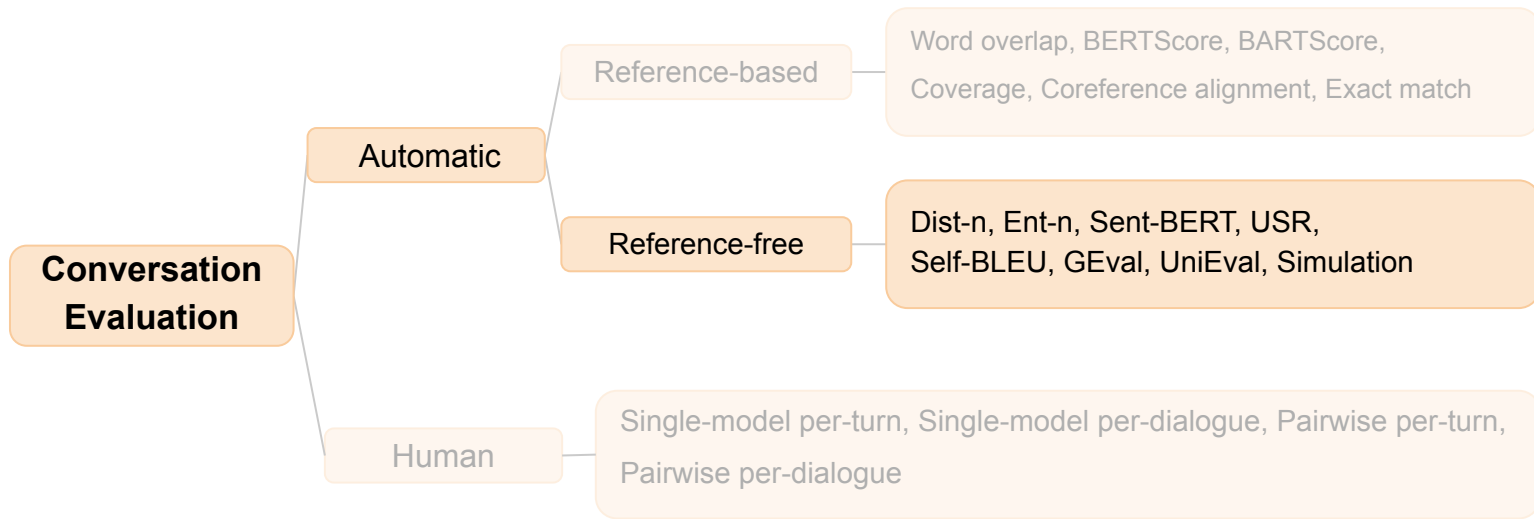 Word overlap, BERTScore, BARTScore,
Coverage, Coreference alignment, Exact match
Reference-based
Automatic
Dist-n, Ent-n, Sent-BERT, USR,
Self-BLEU, GEval, UniEval, Simulation
Reference-free
Conversation
Evaluation
Single-model per-turn, Single-model per-dialogue, Pairwise per-turn,
Pairwise per-dialogue
Human